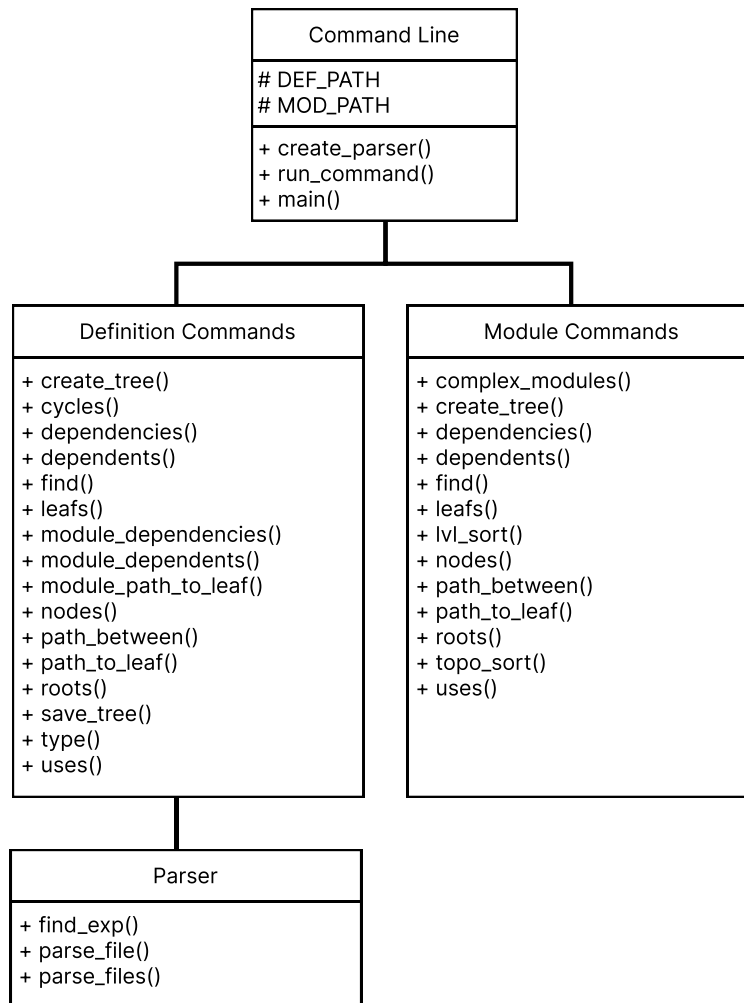 Command Line
# DEF_PATH
# MOD_PATH
+ create_parser()
+ run_command()
+ main()
Definition Commands
+ create_tree()
+ cycles()
+ dependencies()
+ dependents()
+ find()
+ leafs()
+ module_dependencies()
+ module_dependents()
+ module_path_to_leaf()
+ nodes()
+ path_between()
+ path_to_leaf()
+ roots()
+ save_tree()
+ type()
+ uses()
Module Commands
+ complex_modules()
+ create_tree()
+ dependencies()
+ dependents()
+ find()
+ leafs()
+ lvl_sort()
+ nodes()
+ path_between()
+ path_to_leaf()
+ roots()
+ topo_sort()
+ uses()
Parser
+ find_exp()
+ parse_file()
+ parse_files()